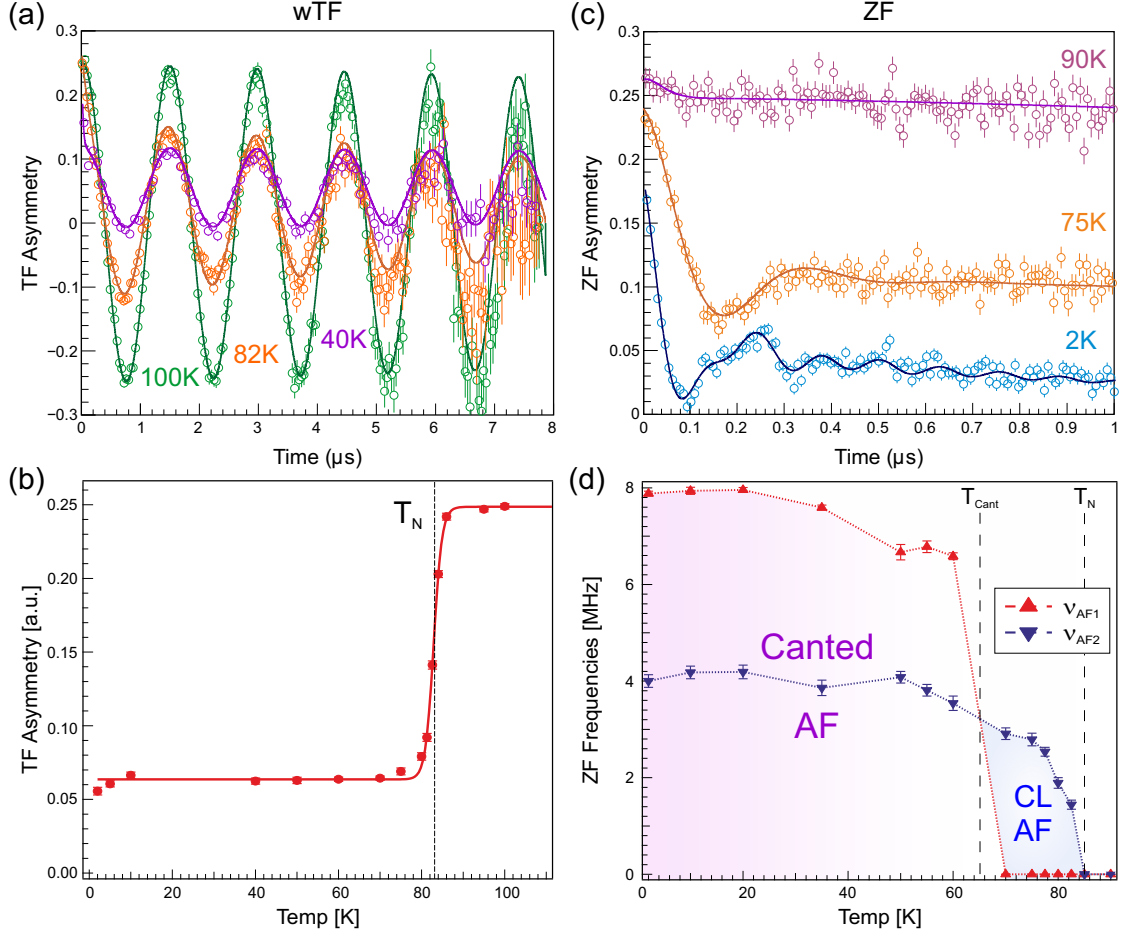 (a)
wTF
0.3
0.2
0.1
0
−0.1
−0.2
−0.3
TF Asymmetry
100K
82K
40K
0 1 2 3 4 5 6 7 8
Time (μs)
(c)
ZF
0.3
0.25
0.2
0.15
0.1
0.05
0
ZF Asymmetry
90K
75K
2K
0.1 0.2 0.3 0.4 0.5 0.6 0.7 0.8 0.9 1
Time (μs)
(b)
0.25
0.20
0.15
0.10
0.05
0.00
TF Asymmetry [a.u.]
TN
0 20 40 60 80 100
Temp [K]
(d)
8
6
4
2
0
ZF Frequencies [MHz]
TCant
TN
νAF1
νAF2
Canted
AF
CL
AF
0 20 40 60 80
Temp [K]